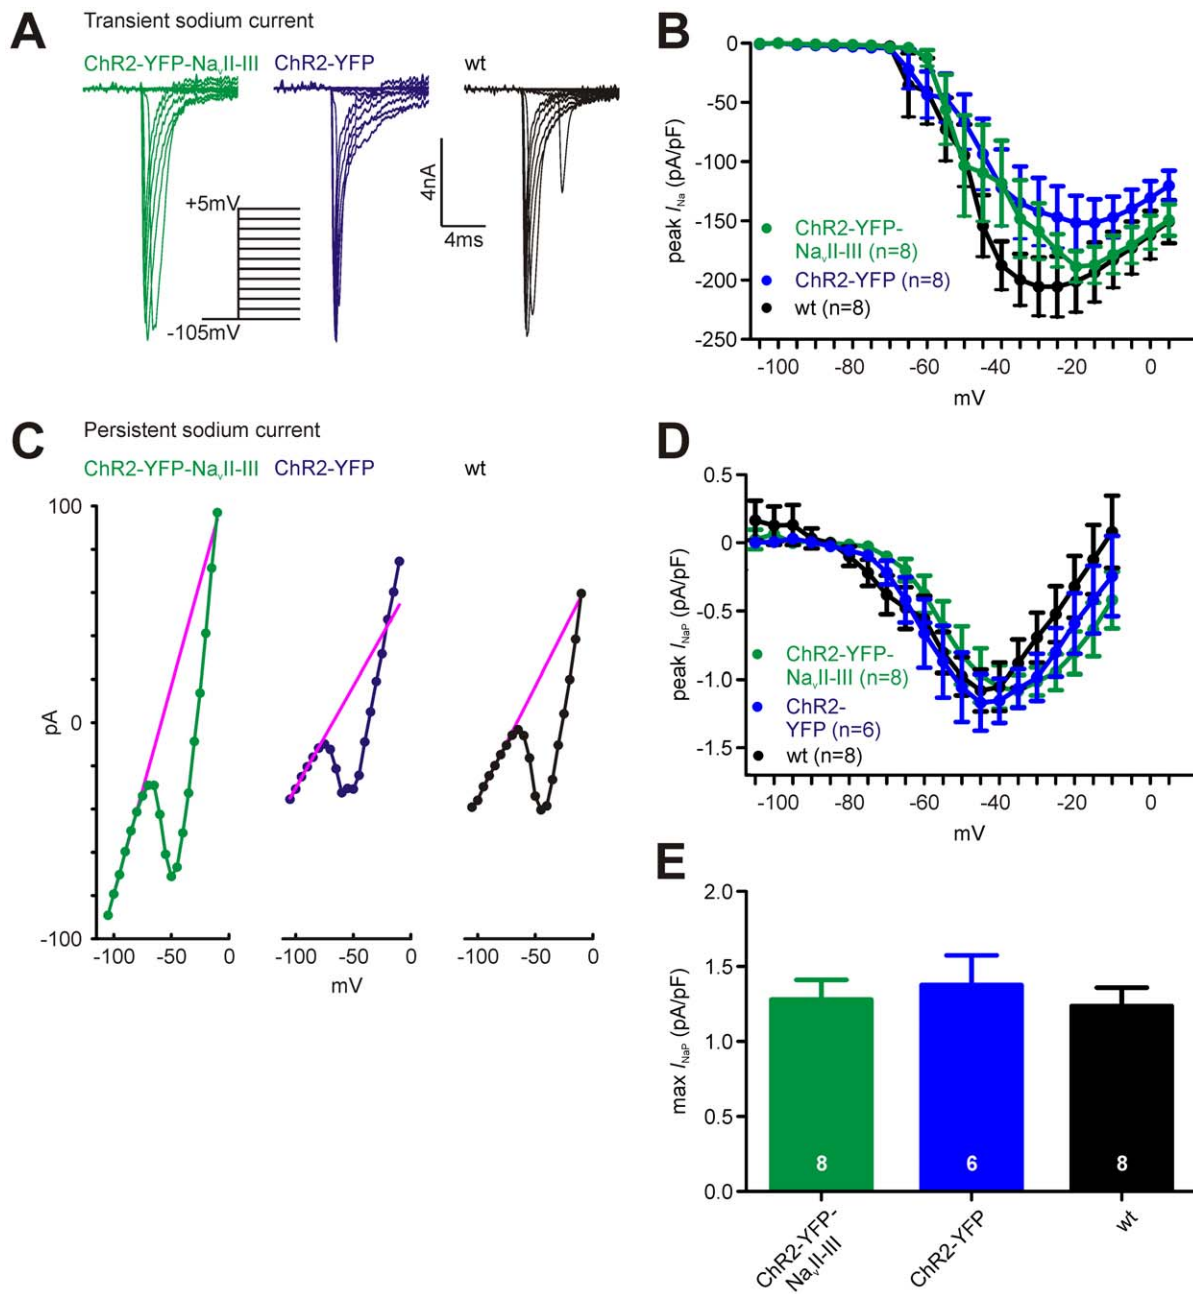 A
Transient sodium current
ChR2-YFP-NaᵥII-III
ChR2-YFP
wt
+5mV
-105mV
4nA
4ms
B
0
-50
-100
-150
-200
-250
peak I_Na (pA/pF)
ChR2-YFP-
NaᵥII-III (n=8)
ChR2-YFP (n=8)
wt (n=8)
-100 -80 -60 -40 -20 0
mV
C
Persistent sodium current
ChR2-YFP-NaᵥII-III
ChR2-YFP
wt
100
0
-100
pA
-100 -50 0
-100 -50 0
-100 -50 0
mV
D
0.5
0
-0.5
-1.0
-1.5
peak I_NaP (pA/pF)
ChR2-YFP-
NaᵥII-III (n=8)
ChR2-
YFP (n=6)
wt (n=8)
-100 -80 -60 -40 -20 0
mV
E
2.0
1.5
1.0
0.5
0.0
max I_NaP (pA/pF)
8
6
8
ChR2-YFP-
NaᵥII-III
ChR2-YFP
wt